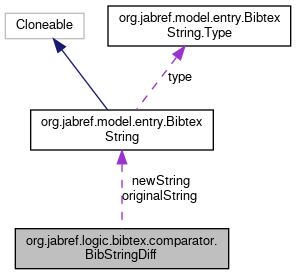 Cloneable
org.jabref.model.entry.Bibtex
String.Type
type
org.jabref.model.entry.Bibtex
String
newString
originalString
org.jabref.logic.bibtex.comparator.
BibStringDiff